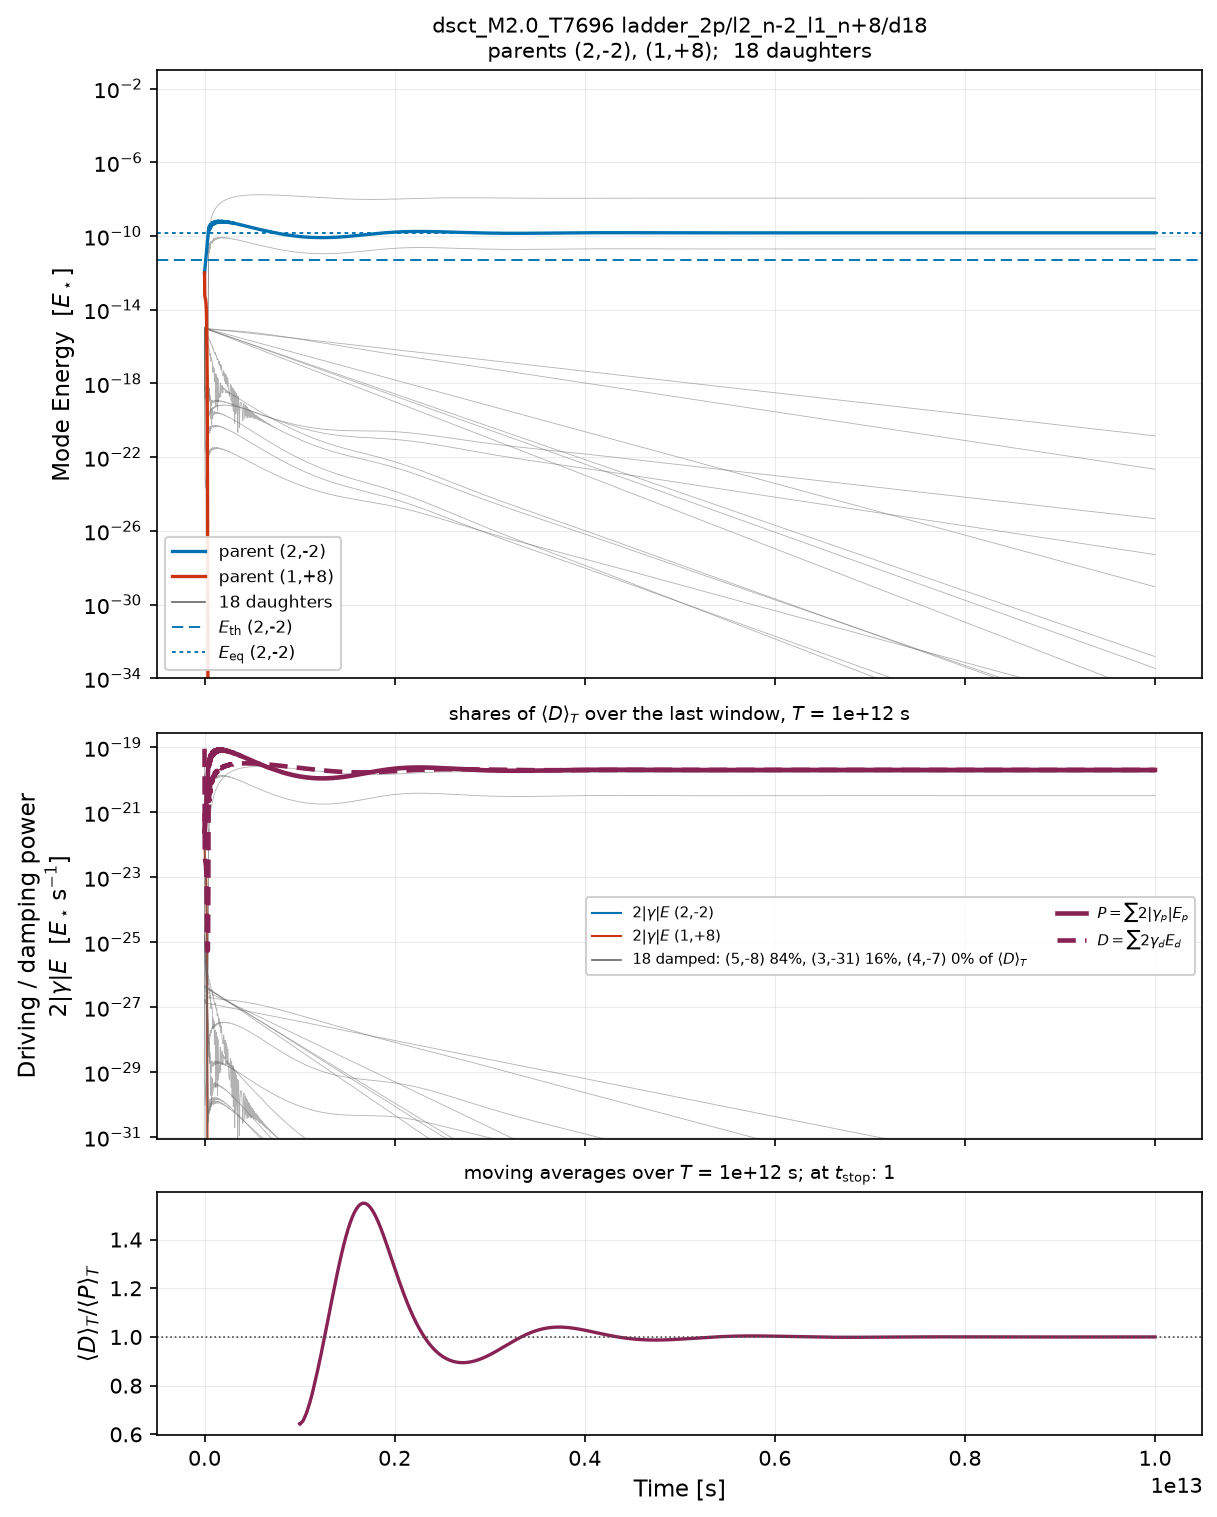 dsct_M2.0_T7696 ladder_2p/l2_n-2_l1_n+8/d18
parents (2,-2), (1,+8);  18 daughters
Mode Energy  [E⋆]
10⁻²
10⁻⁶
10⁻¹⁰
10⁻¹⁴
10⁻¹⁸
10⁻²²
10⁻²⁶
10⁻³⁰
10⁻³⁴
parent (2,-2)
parent (1,+8)
18 daughters
E_th (2,-2)
E_eq (2,-2)
shares of ⟨D⟩_T over the last window, T = 1e+12 s
Driving / damping power
2|γ|E  [E⋆ s⁻¹]
10⁻¹⁹
10⁻²¹
10⁻²³
10⁻²⁵
10⁻²⁷
10⁻²⁹
10⁻³¹
2|γ|E (2,-2)
2|γ|E (1,+8)
18 damped: (5,-8) 84%, (3,-31) 16%, (4,-7) 0% of ⟨D⟩_T
P = ∑2|γ_p|E_p
D = ∑2γ_d E_d
moving averages over T = 1e+12 s; at t_stop: 1
⟨D⟩_T/⟨P⟩_T
1.4
1.2
1.0
0.8
0.6
0.0 0.2 0.4 0.6 0.8 1.0
1e13
Time [s]